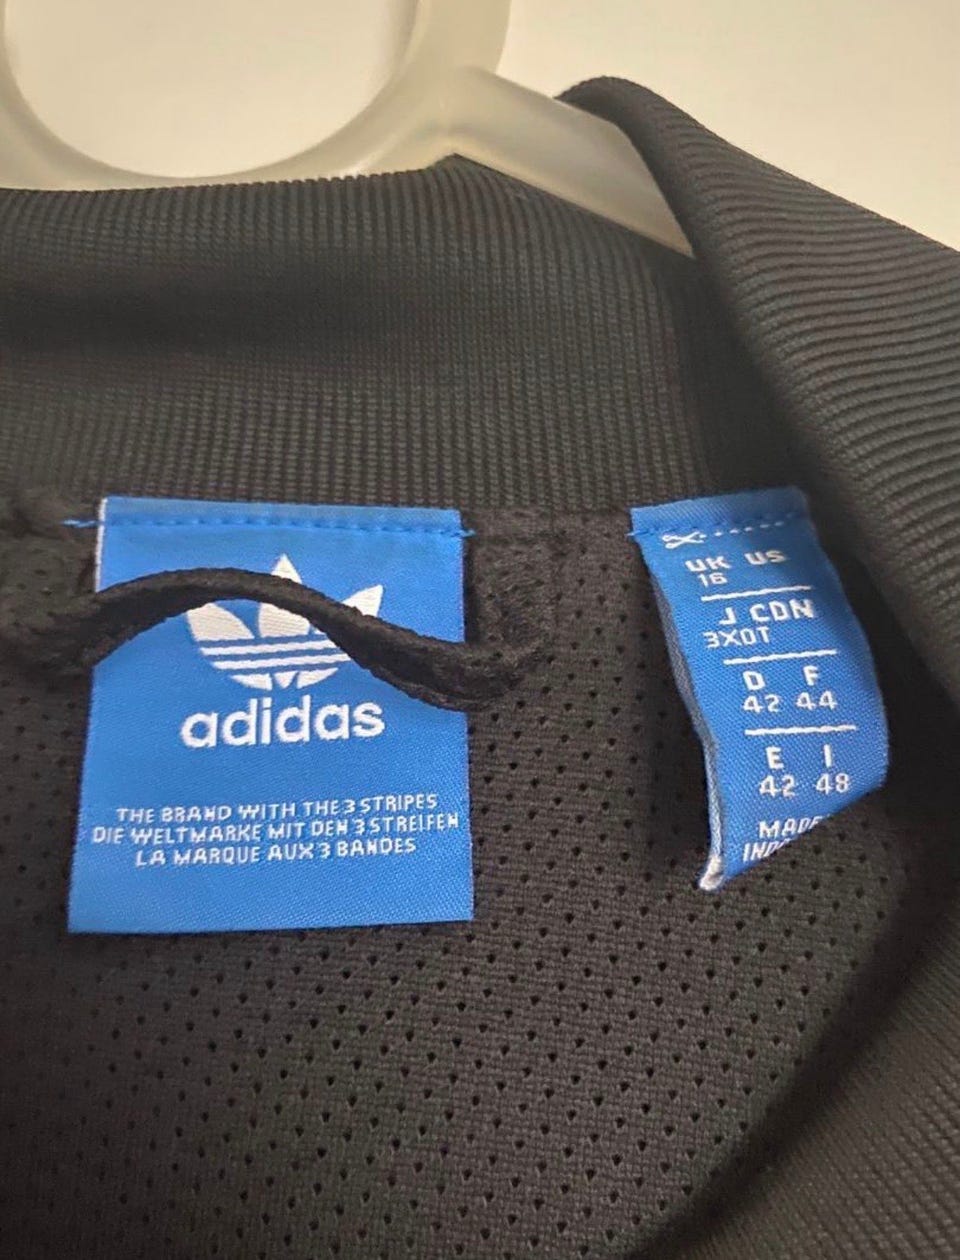 adidas
THE BRAND WITH THE 3 STRIPES
DIE WELTMARKE MIT DEN 3 STREIFEN
LA MARQUE AUX 3 BANDES
UK US
16
J CDN
3XOT
D F
42 44
E I
42 48